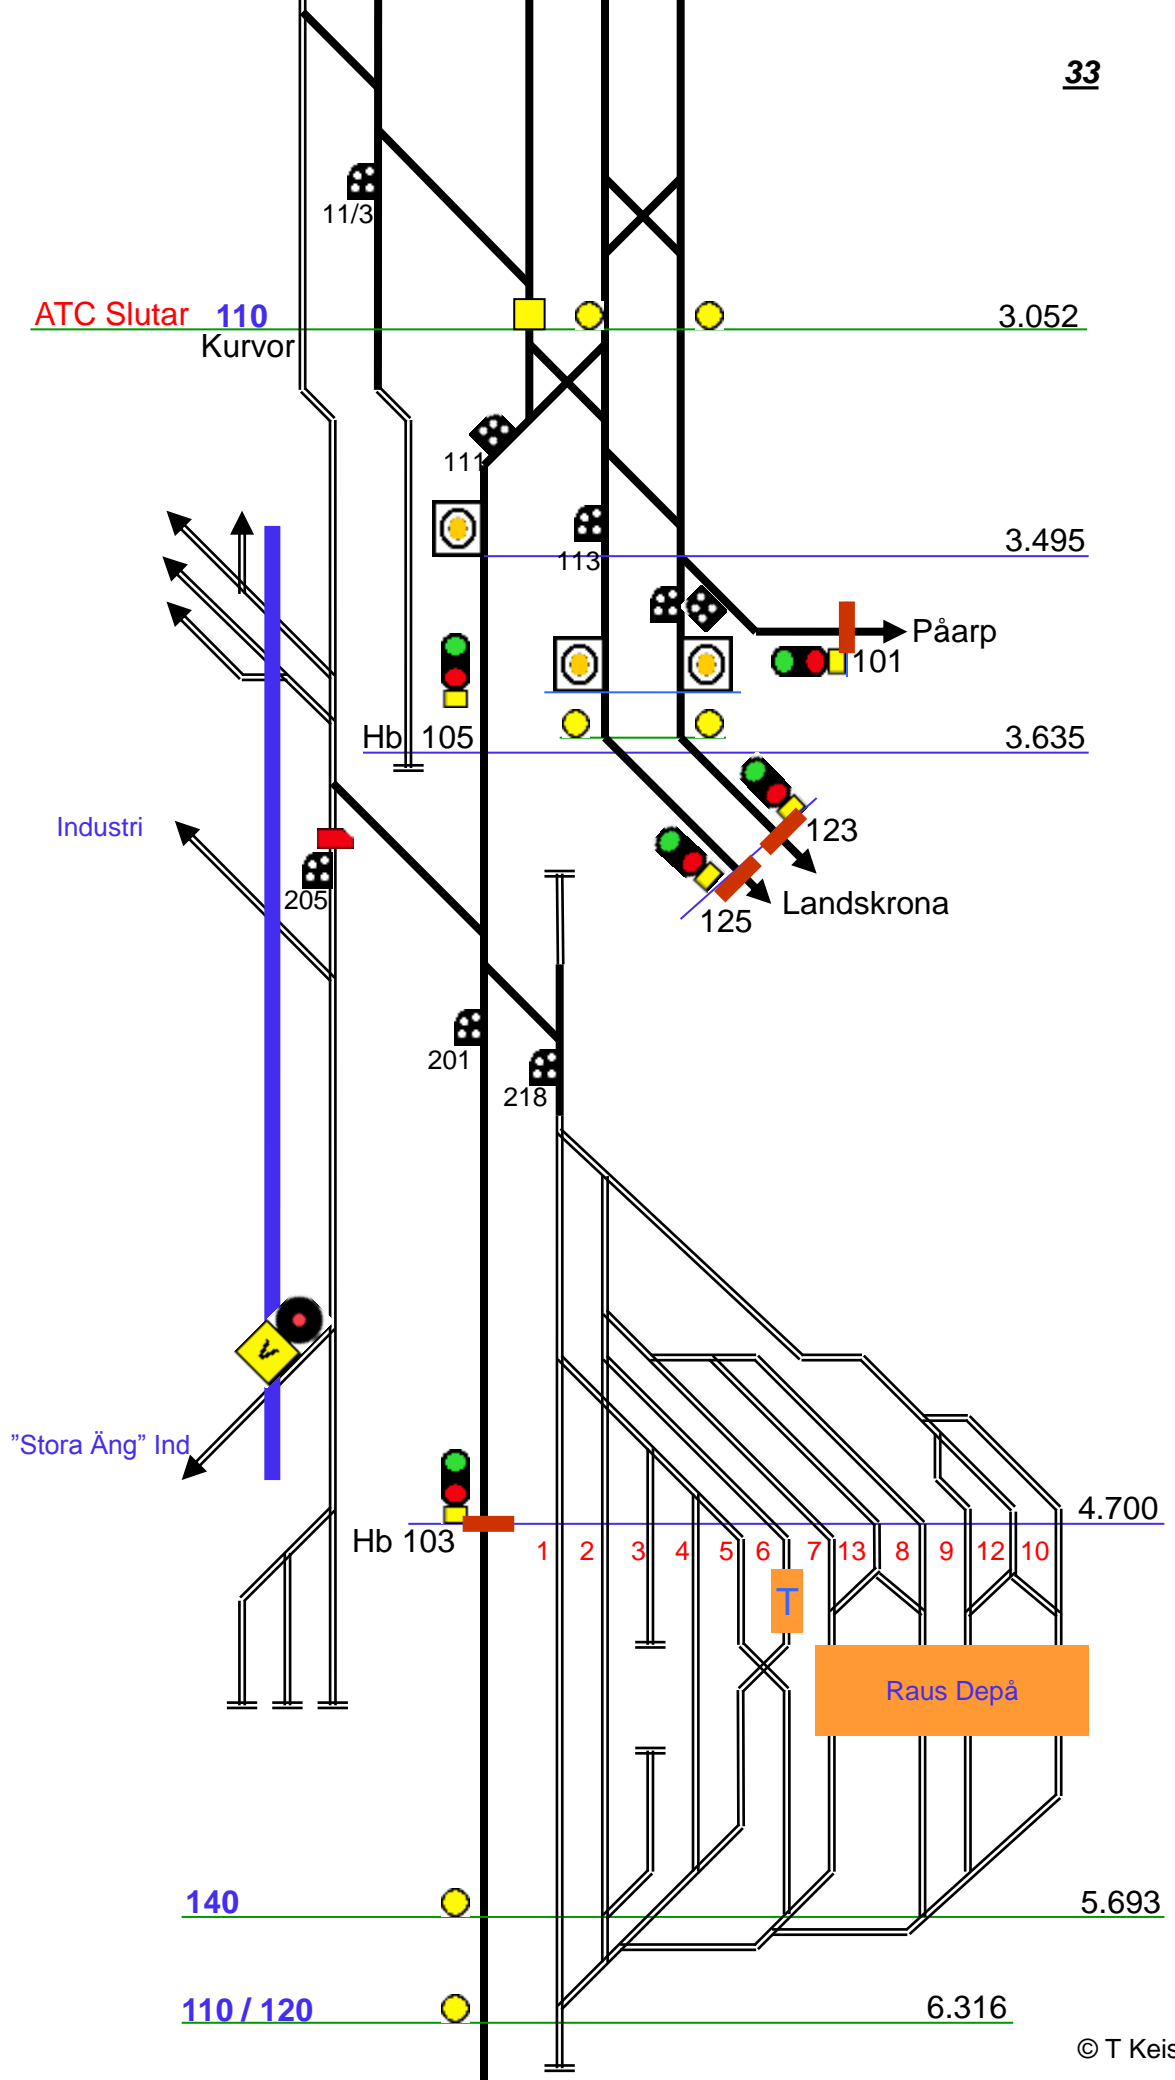 33
11/3
ATC Slutar 110 3.052
Kurvor
111
3.495
113
Påarp
101
Hb 105 3.635
Industri
123
205
Landskrona
125
201
218
V
"Stora Äng" Ind
4.700
Hb 103
1 2 3 4 5 6 7 13 8 9 12 10
T
Raus Depå
140 5.693
110 / 120 6.316
© T Keis